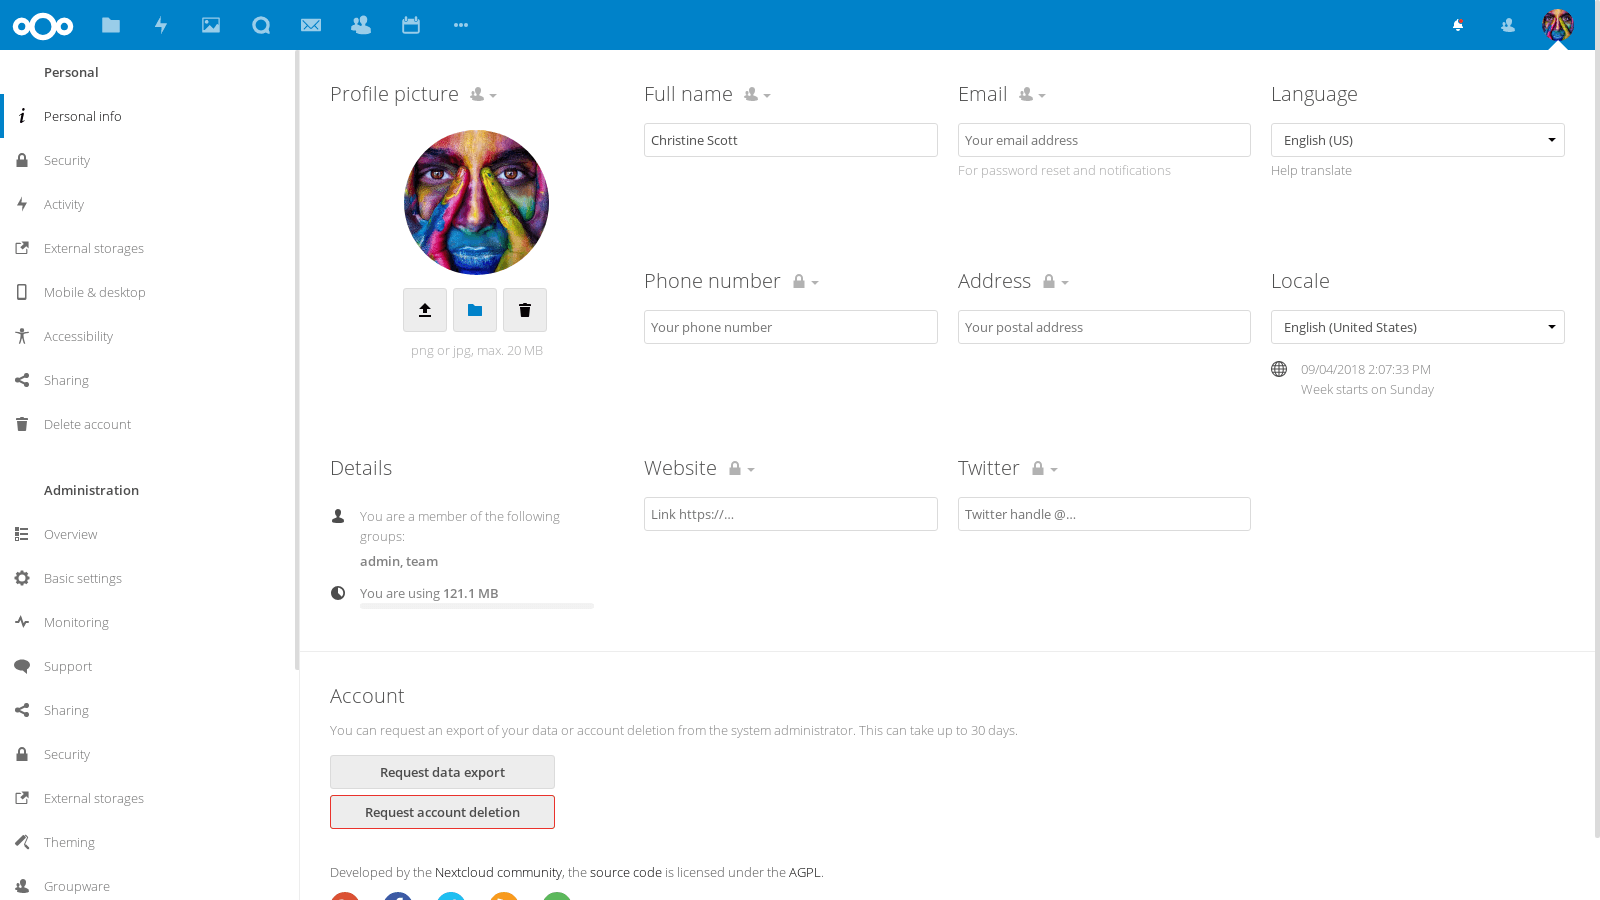 Personal
Personal info
Security
Activity
External storages
Mobile & desktop
Accessibility
Sharing
Delete account
Administration
Overview
Basic settings
Monitoring
Support
Sharing
Security
External storages
Theming
Groupware
Profile picture
png or jpg, max. 20 MB
Full name
Christine Scott
Email
Your email address
For password reset and notifications
Language
English (US)
Help translate
Phone number
Your phone number
Address
Your postal address
Locale
English (United States)
09/04/2018 2:07:33 PM
Week starts on Sunday
Details
You are a member of the following
groups:
admin, team
You are using 121.1 MB
Website
Link https://…
Twitter
Twitter handle @…
Account
You can request an export of your data or account deletion from the system administrator. This can take up to 30 days.
Request data export
Request account deletion
Developed by the Nextcloud community, the source code is licensed under the AGPL.